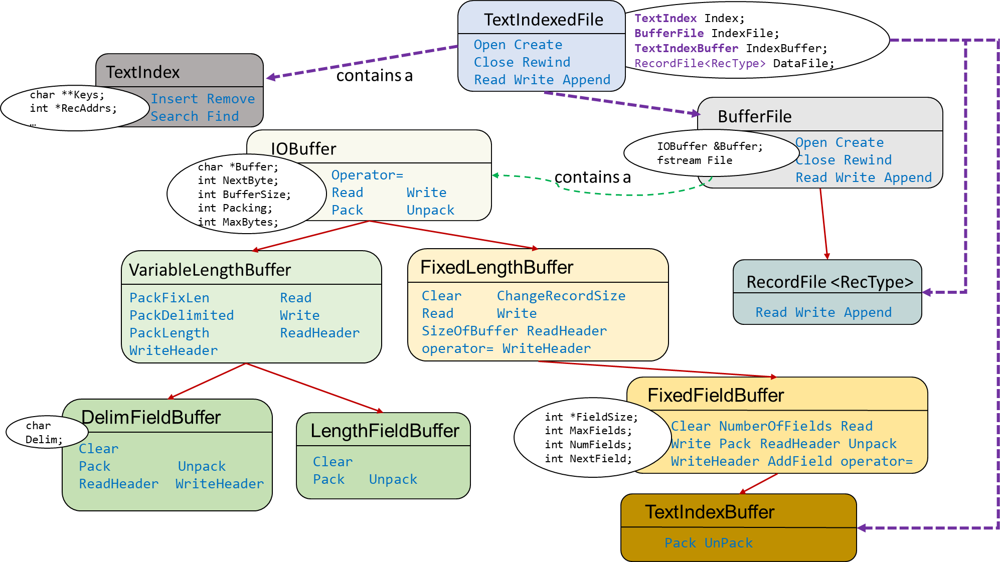 TextIndexedFile
Open Create
Close Rewind
Read Write Append
TextIndex Index;
BufferFile IndexFile;
TextIndexBuffer IndexBuffer;
RecordFile<RecType> DataFile;
contains a
TextIndex
Insert Remove
Search Find
char **Keys;
int *RecAddrs;
…
BufferFile
Open Create
Close Rewind
Read Write Append
IOBuffer &Buffer;
fstream File
contains a
IOBuffer
Operator=
Read Write
Pack Unpack
char *Buffer;
int NextByte;
int BufferSize;
int Packing;
int MaxBytes;
VariableLengthBuffer
PackFixLen Read
PackDelimited Write
PackLength ReadHeader
WriteHeader
FixedLengthBuffer
Clear ChangeRecordSize
Read Write
SizeOfBuffer ReadHeader
operator= WriteHeader
RecordFile <RecType>
Read Write Append
DelimFieldBuffer
Clear
Pack Unpack
ReadHeader WriteHeader
char
Delim;
LengthFieldBuffer
Clear
Pack Unpack
FixedFieldBuffer
Clear NumberOfFields Read
Write Pack ReadHeader Unpack
WriteHeader AddField operator=
int *FieldSize;
int MaxFields;
int NumFields;
int NextField;
TextIndexBuffer
Pack UnPack